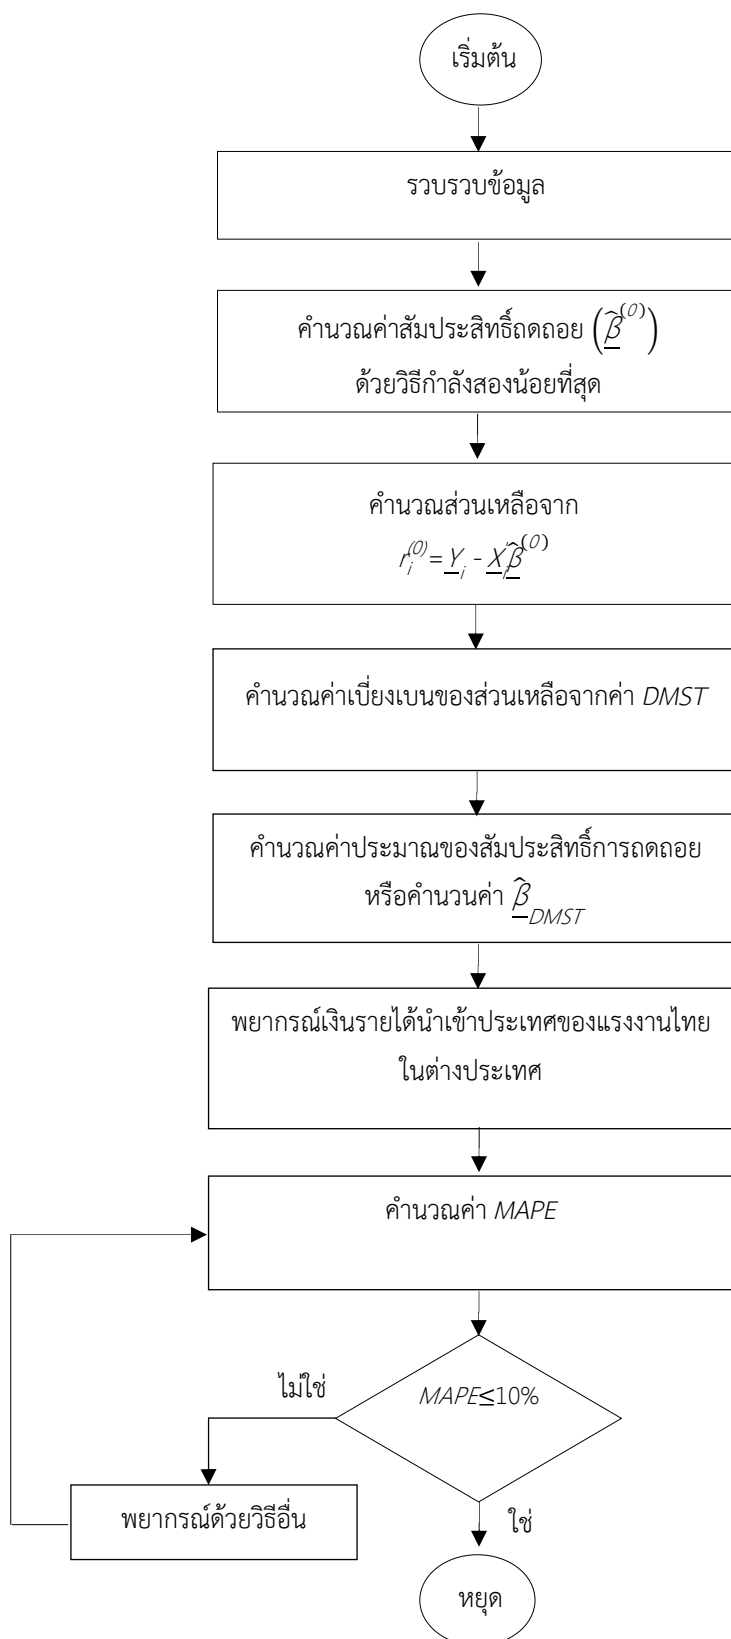 เริ่มต้น
รวบรวบข้อมูล
คำนวณค่าสัมประสิทธิ์ถดถอย (β̂^(0))
ด้วยวิธีกำลังสองน้อยที่สุด
คำนวณส่วนเหลือจาก
r_i^(0) = Y_i - X_i'β̂^(0)
คำนวณค่าเบี่ยงเบนของส่วนเหลือจากค่า DMST
คำนวณค่าประมาณของสัมประสิทธิ์การถดถอย
หรือคำนวนค่า β̂_DMST
พยากรณ์เงินรายได้นำเข้าประเทศของแรงงานไทย
ในต่างประเทศ
คำนวณค่า MAPE
MAPE≤10%
ไม่ใช่
พยากรณ์ด้วยวิธีอื่น
ใช่
หยุด